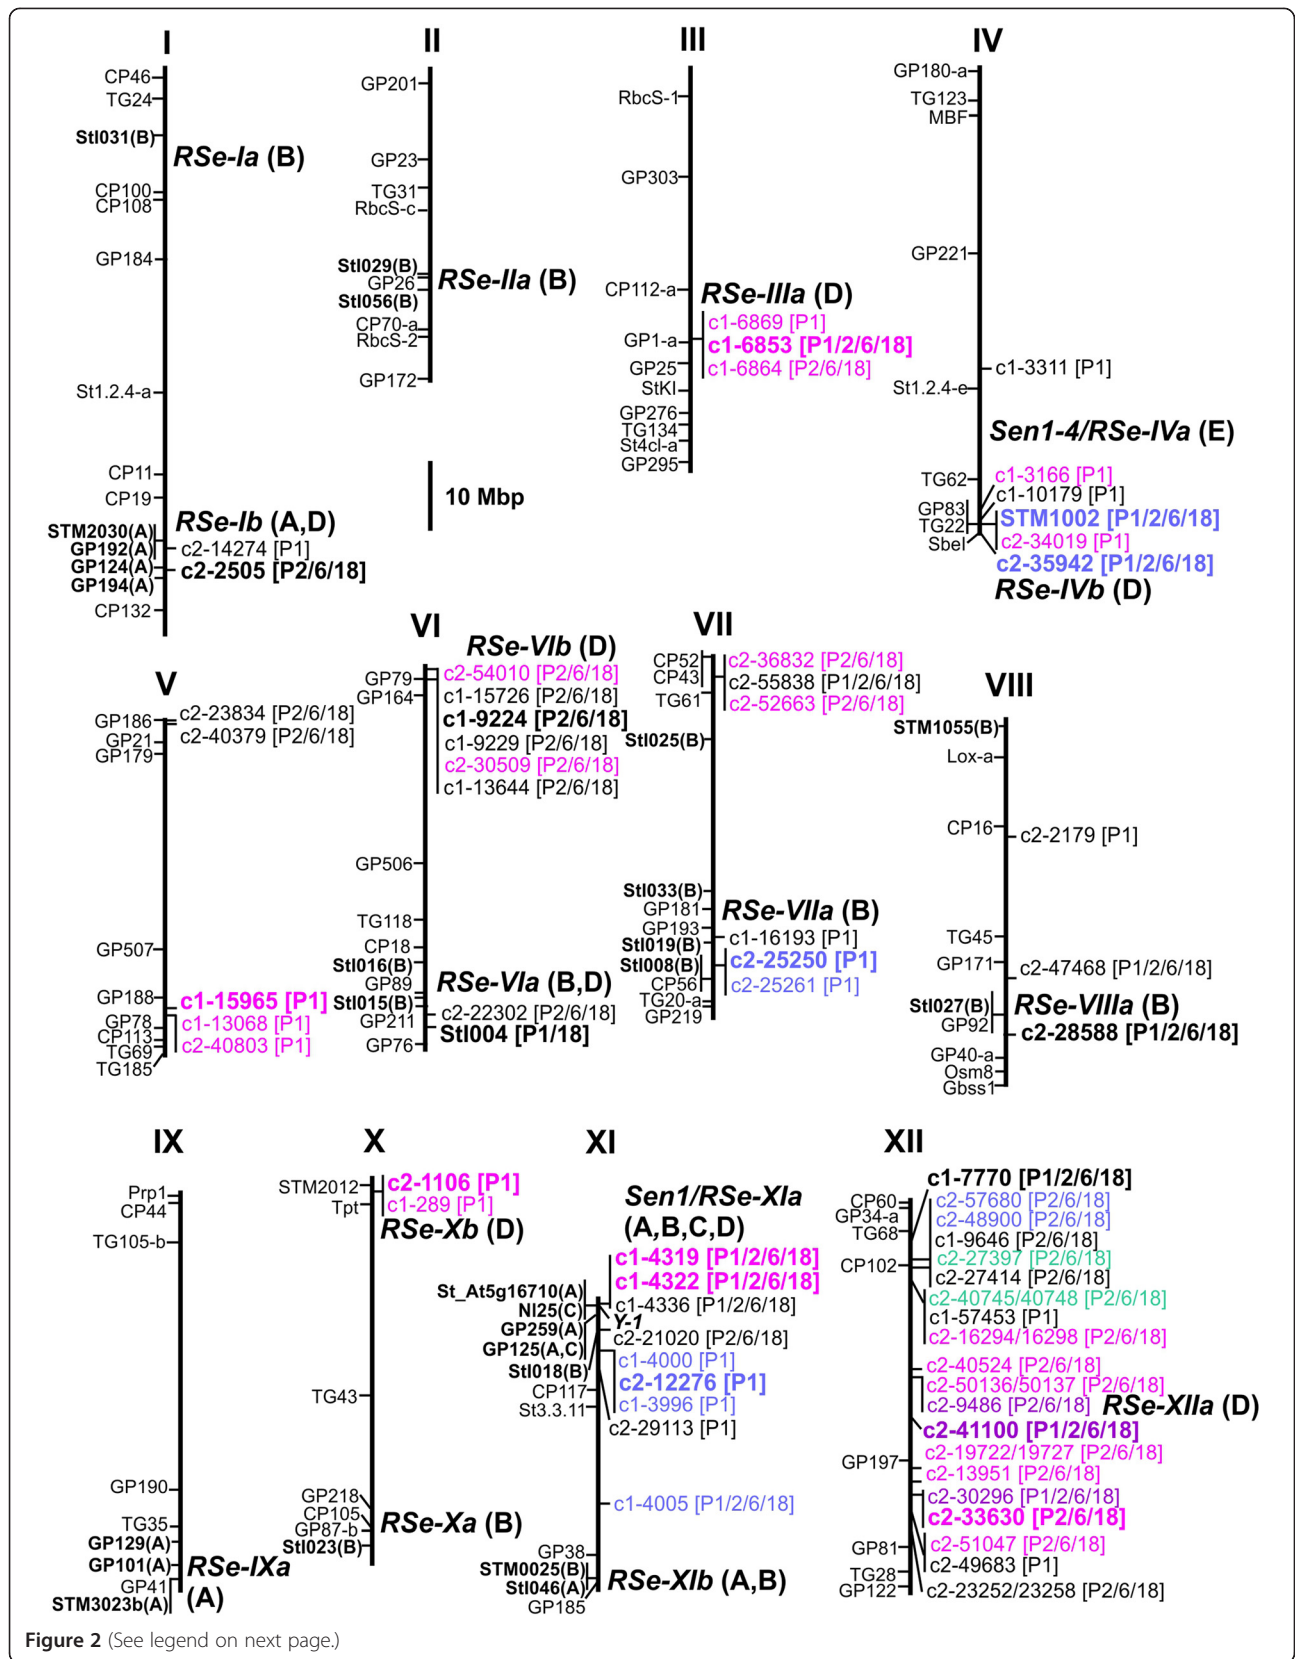 I
CP46
TG24
StI031(B)
RSe-Ia (B)
CP100
CP108
GP184
St1.2.4-a
CP11
CP19
RSe-Ib (A,D)
STM2030(A)
GP192(A)
c2-14274 [P1]
GP124(A)
c2-2505 [P2/6/18]
GP194(A)
CP132
II
GP201
GP23
TG31
RbcS-c
StI029(B)
GP26
RSe-IIa (B)
StI056(B)
CP70-a
RbcS-2
GP172
10 Mbp
III
RbcS-1
GP303
CP112-a
RSe-IIIa (D)
c1-6869 [P1]
GP1-a
c1-6853 [P1/2/6/18]
GP25
c1-6864 [P2/6/18]
StKI
GP276
TG134
St4cl-a
GP295
IV
GP180-a
TG123
MBF
GP221
c1-3311 [P1]
St1.2.4-e
Sen1-4/RSe-IVa (E)
TG62
c1-3166 [P1]
c1-10179 [P1]
GP83
STM1002 [P1/2/6/18]
TG22
c2-34019 [P1]
SbeI
c2-35942 [P1/2/6/18]
RSe-IVb (D)
V
GP186
c2-23834 [P2/6/18]
c2-40379 [P2/6/18]
GP21
GP179
GP507
GP188
c1-15965 [P1]
GP78
c1-13068 [P1]
CP113
c2-40803 [P1]
TG69
TG185
VI
RSe-VIb (D)
GP79
c2-54010 [P2/6/18]
GP164
c1-15726 [P2/6/18]
c1-9224 [P2/6/18]
c1-9229 [P2/6/18]
c2-30509 [P2/6/18]
c1-13644 [P2/6/18]
GP506
TG118
CP18
StI016(B)
GP89
RSe-VIa (B,D)
StI015(B)
c2-22302 [P2/6/18]
GP211
StI004 [P1/18]
GP76
VII
CP52
c2-36832 [P2/6/18]
CP43
c2-55838 [P1/2/6/18]
TG61
c2-52663 [P2/6/18]
StI025(B)
StI033(B)
GP181
RSe-VIIa (B)
GP193
c1-16193 [P1]
StI019(B)
StI008(B)
c2-25250 [P1]
CP56
c2-25261 [P1]
TG20-a
GP219
VIII
STM1055(B)
Lox-a
CP16
c2-2179 [P1]
TG45
GP171
c2-47468 [P1/2/6/18]
StI027(B)
RSe-VIIIa (B)
GP92
c2-28588 [P1/2/6/18]
GP40-a
Osm8
Gbss1
IX
Prp1
CP44
TG105-b
GP190
TG35
GP129(A)
GP101(A)
RSe-IXa
(A)
GP41
STM3023b(A)
X
STM2012
c2-1106 [P1]
Tpt
c1-289 [P1]
RSe-Xb (D)
TG43
GP218
CP105
GP87-b
RSe-Xa (B)
StI023(B)
XI
Sen1/RSe-XIa
(A,B,C,D)
c1-4319 [P1/2/6/18]
c1-4322 [P1/2/6/18]
St_At5g16710(A)
c1-4336 [P1/2/6/18]
Nl25(C)
Y-1
GP259(A)
c2-21020 [P2/6/18]
GP125(A,C)
c1-4000 [P1]
StI018(B)
c2-12276 [P1]
CP117
c1-3996 [P1]
St3.3.11
c2-29113 [P1]
c1-4005 [P1/2/6/18]
GP38
STM0025(B)
StI046(A)
RSe-XIb (A,B)
GP185
XII
c1-7770 [P1/2/6/18]
CP60
c2-57680 [P2/6/18]
GP34-a
c2-48900 [P2/6/18]
TG68
c1-9646 [P2/6/18]
c2-27397 [P2/6/18]
CP102
c2-27414 [P2/6/18]
c2-40745/40748 [P2/6/18]
c1-57453 [P1]
c2-16294/16298 [P2/6/18]
c2-40524 [P2/6/18]
c2-50136/50137 [P2/6/18]
c2-9486 [P2/6/18]
RSe-XIIa (D)
c2-41100 [P1/2/6/18]
GP197
c2-19722/19727 [P2/6/18]
c2-13951 [P2/6/18]
c2-30296 [P1/2/6/18]
c2-33630 [P2/6/18]
GP81
c2-51047 [P2/6/18]
c2-49683 [P1]
TG28
GP122
c2-23252/23258 [P2/6/18]
Figure 2 (See legend on next page.)